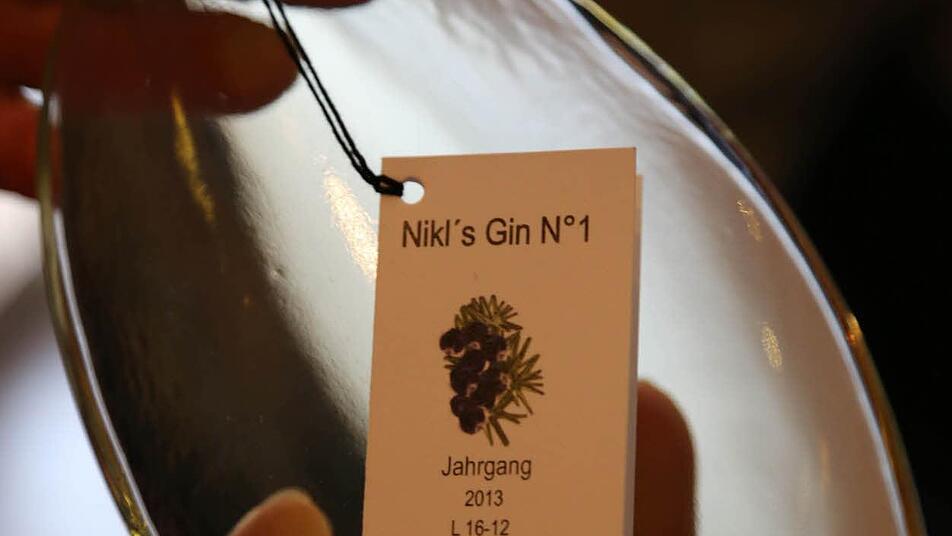 Nikl´s Gin N°1
Jahrgang
2013
L 16-12